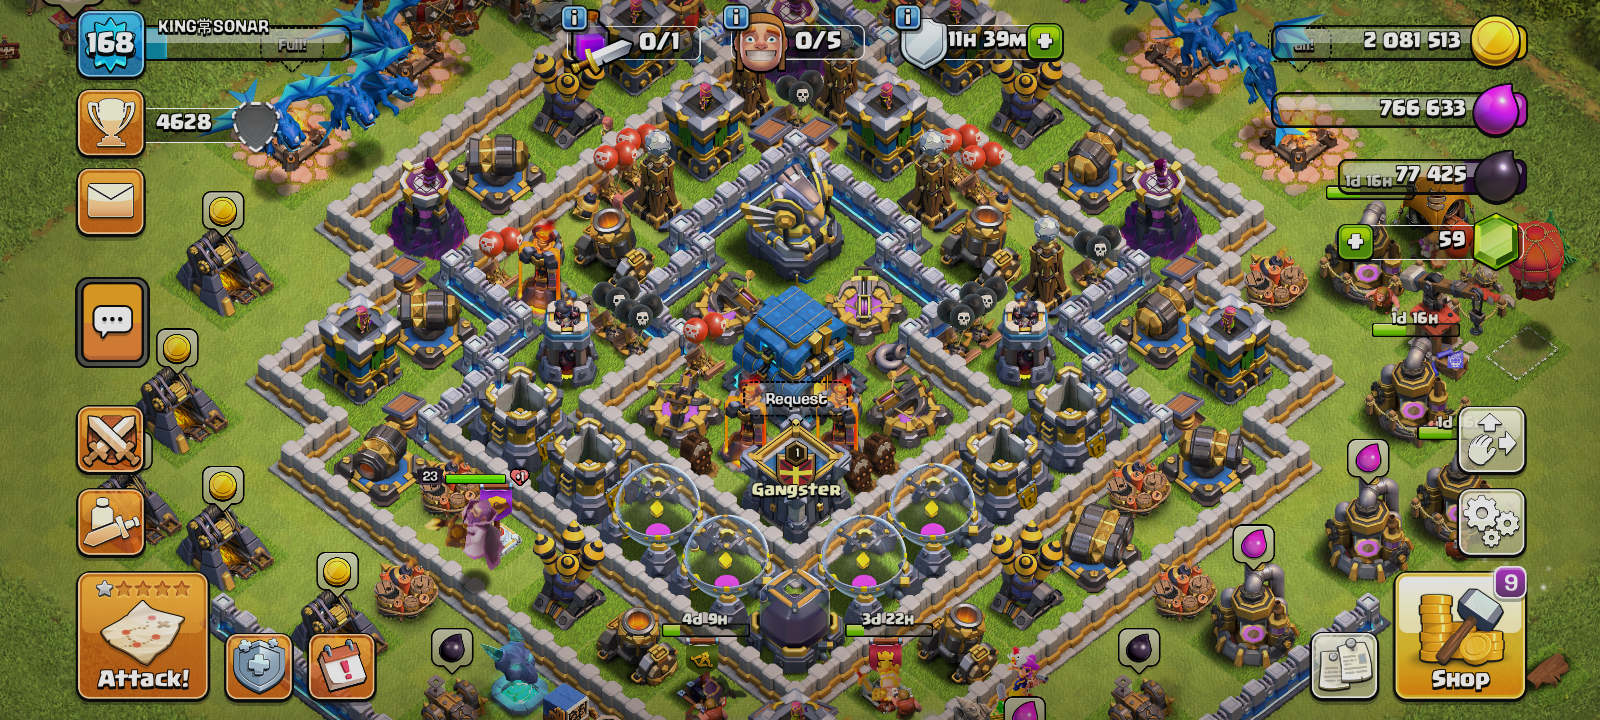 168
KING常SONAR
Full!
0/1
0/5
11H 39M
2 081 513
4628
766 633
1d 16H
77 425
59
1d 16H
Request
1
Gangster
23
1d
4d 9H
3d 22H
9
Attack!
Shop